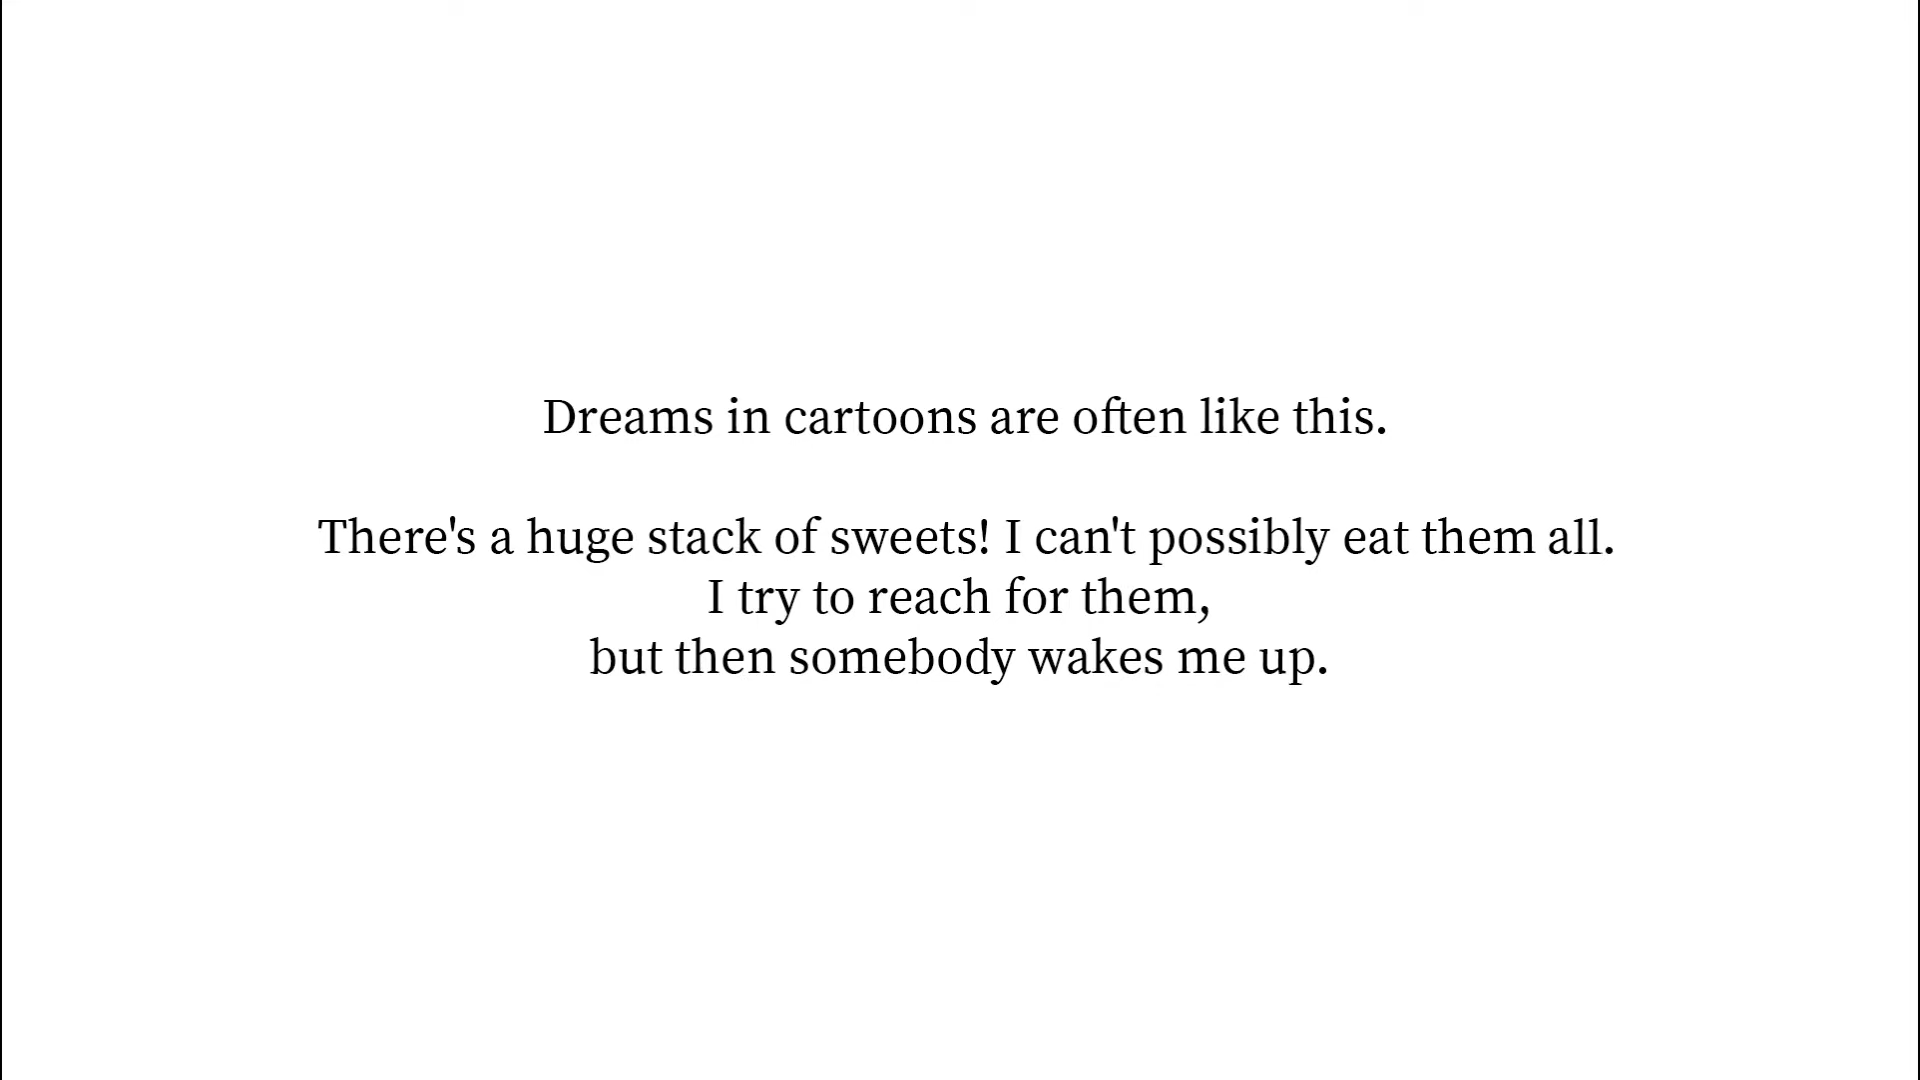 Dreams in cartoons are often like this.
There's a huge stack of sweets! I can't possibly eat them all.
I try to reach for them,
but then somebody wakes me up.